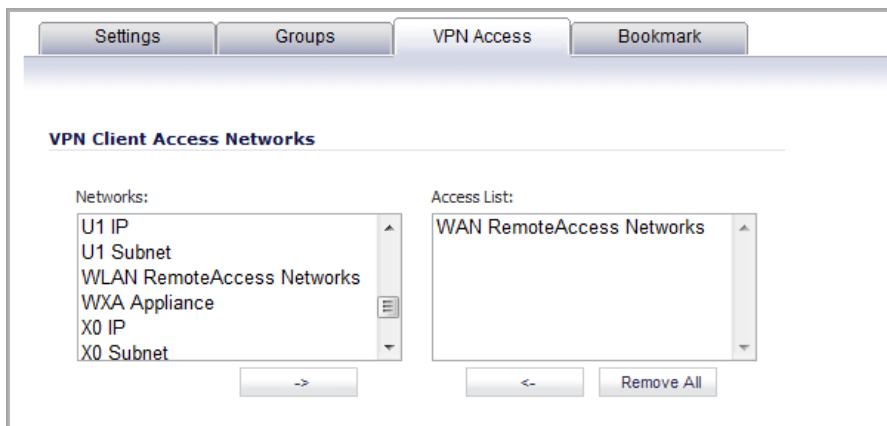 Settings Groups VPN Access Bookmark
VPN Client Access Networks
Networks:
U1 IP
U1 Subnet
WLAN RemoteAccess Networks
WXA Appliance
X0 IP
X0 Subnet
->
Access List:
WAN RemoteAccess Networks
<- Remove All